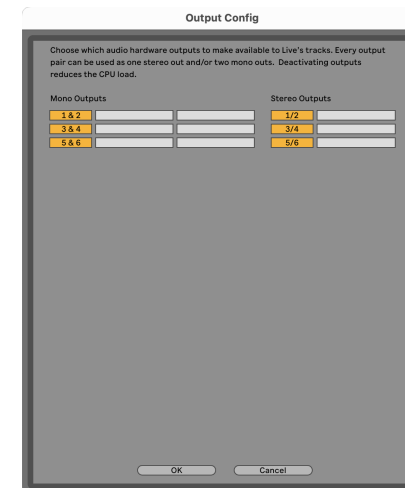 Output Config
Choose which audio hardware outputs to make available to Live's tracks. Every output
pair can be used as one stereo out and/or two mono outs.  Deactivating outputs
reduces the CPU load.
Mono Outputs Stereo Outputs
1 & 2 1/2
3 & 4 3/4
5 & 6 5/6
OK Cancel